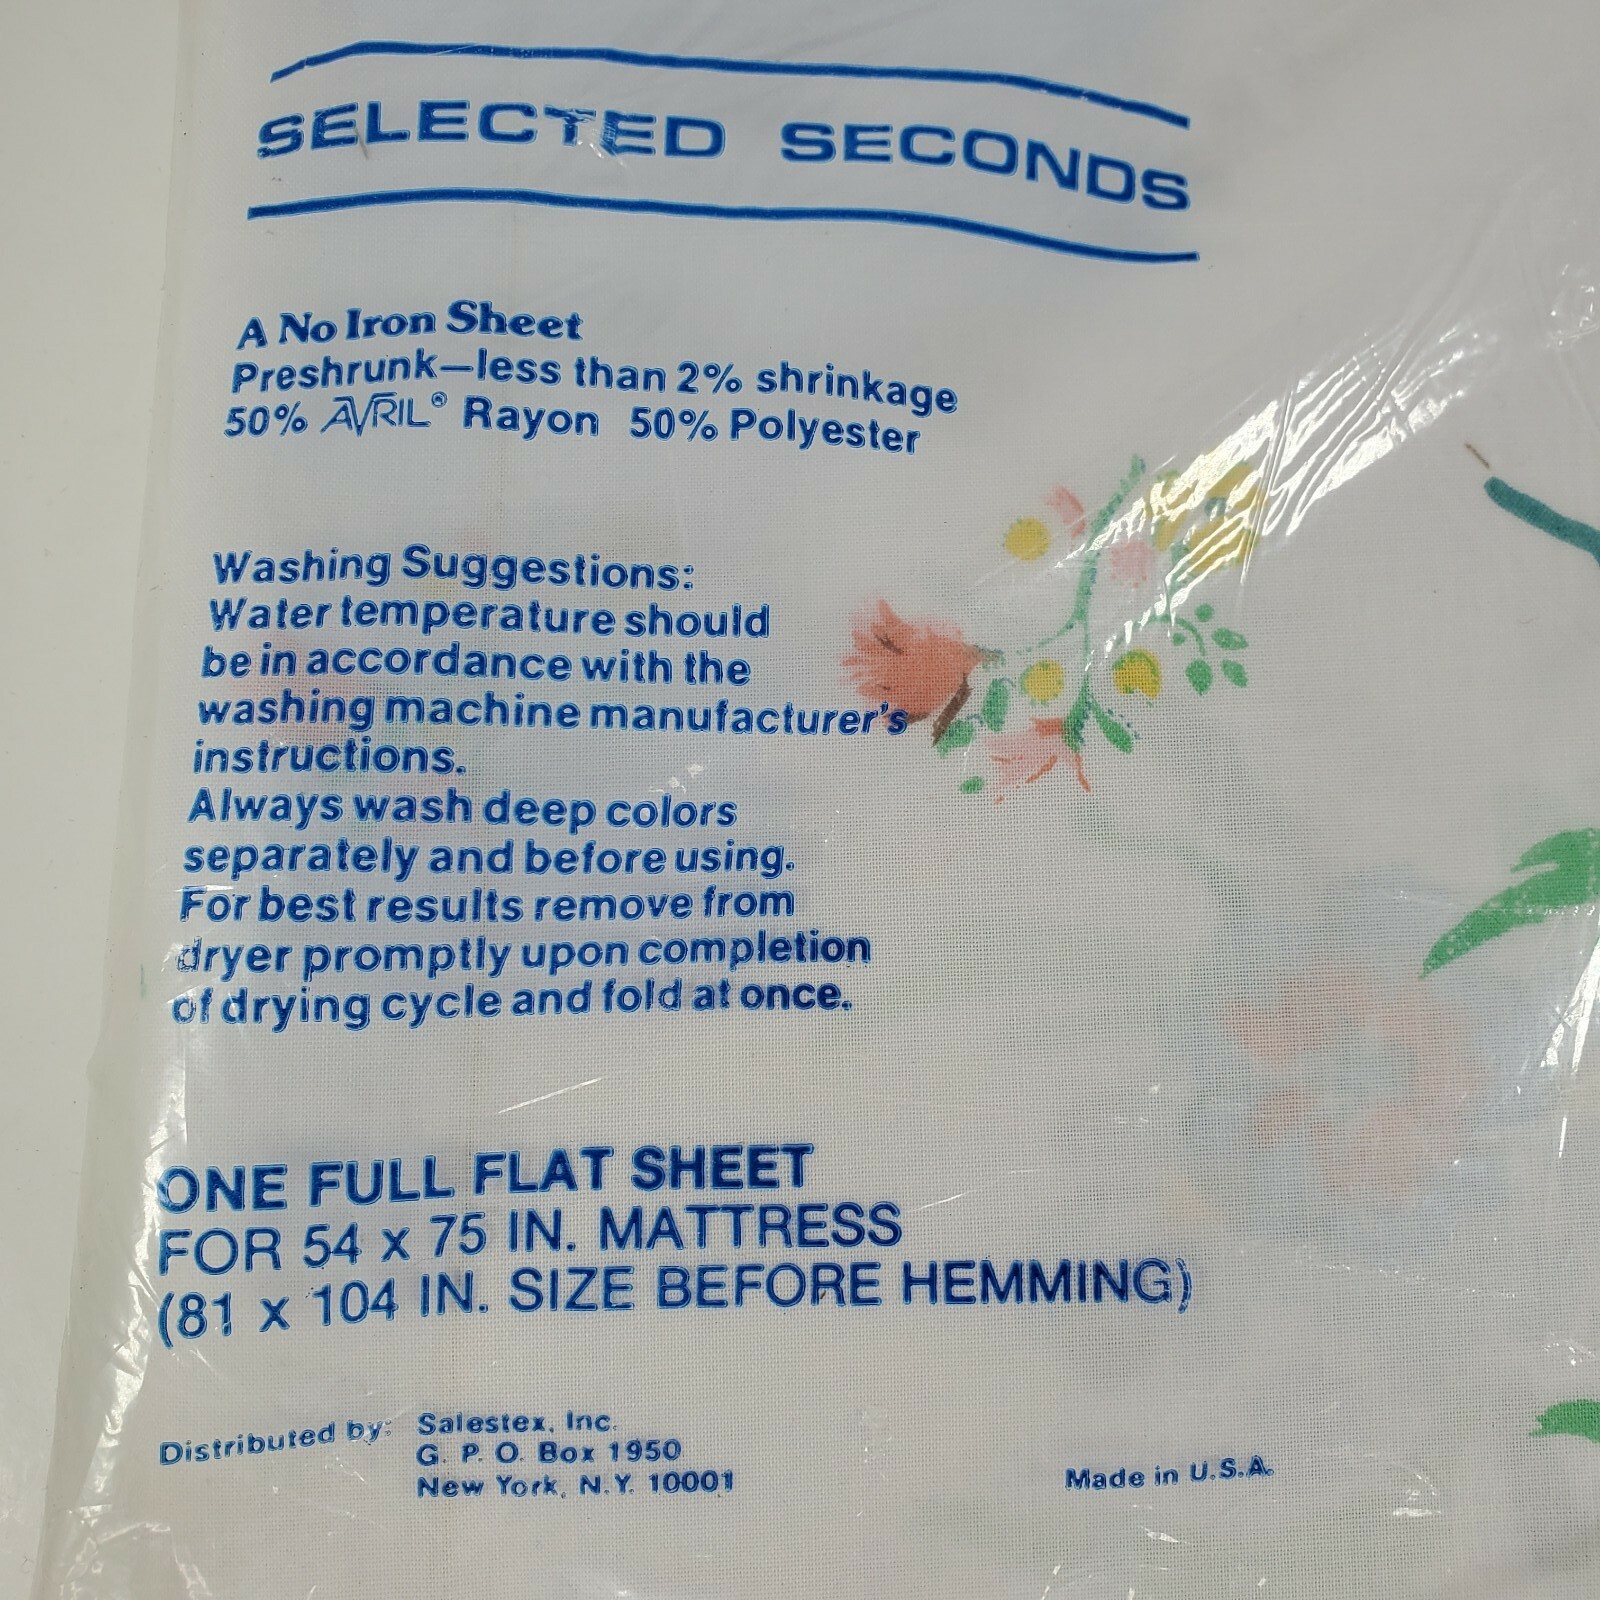 SELECTED SECONDS
A No Iron Sheet
Preshrunk—less than 2% shrinkage
50% AVRIL® Rayon 50% Polyester
Washing Suggestions:
Water temperature should
be in accordance with the
washing machine manufacturer's
instructions.
Always wash deep colors
separately and before using.
For best results remove from
dryer promptly upon completion
of drying cycle and fold at once.
ONE FULL FLAT SHEET
FOR 54 x 75 IN. MATTRESS
(81 x 104 IN. SIZE BEFORE HEMMING)
Distributed by: Salestex, Inc.
G. P. O. Box 1950
New York, N.Y. 10001
Made in U.S.A.